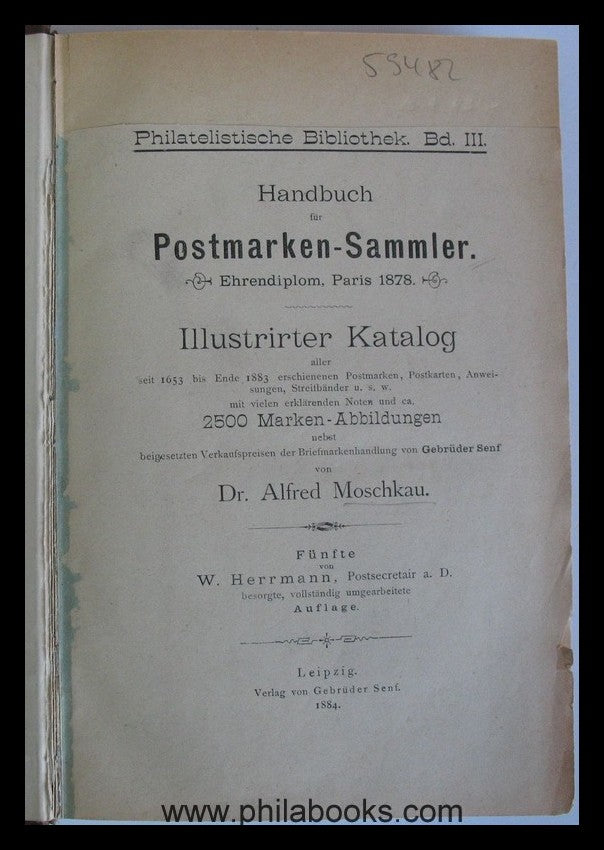 59482
Philatelistische Bibliothek. Bd. III.
Handbuch
für
Postmarken-Sammler.
Ehrendiplom, Paris 1878.
Illustrirter Katalog
aller
seit 1653 bis Ende 1883 erschienenen Postmarken, Postkarten, Anwei-
sungen, Streitbänder u. s. w.
mit vielen erklärenden Noten und ca.
2500 Marken-Abbildungen
nebst
beigesetzten Verkaufspreisen der Briefmarkenhandlung von Gebrüder Senf
von
Dr. Alfred Moschkau.
Fünfte
von
W. Herrmann, Postsecretair a. D.
besorgte, vollständig umgearbeitete
Auflage.
Leipzig.
Verlag von Gebrüder Senf.
1884.
www.philabooks.com